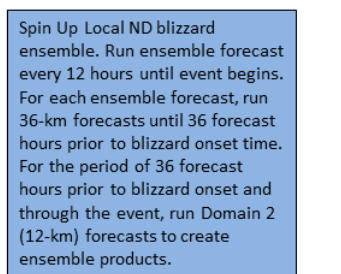 Spin Up Local ND blizzard
ensemble. Run ensemble forecast
every 12 hours until event begins.
For each ensemble forecast, run
36-km forecasts until 36 forecast
hours prior to blizzard onset time.
For the period of 36 forecast
hours prior to blizzard onset and
through the event, run Domain 2
(12-km) forecasts to create
ensemble products.